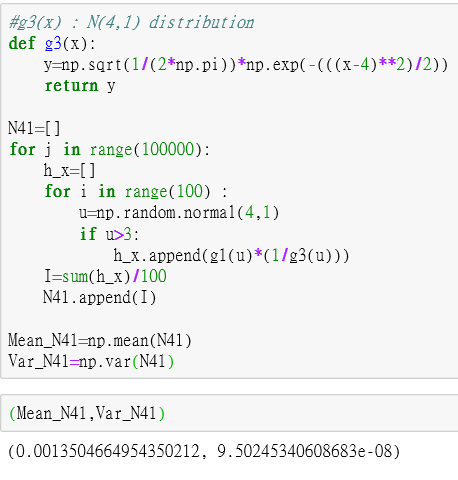 #g3(x) : N(4,1) distribution
def g3(x):
    y=np.sqrt(1/(2*np.pi))*np.exp(-(((x-4)**2)/2))
    return y

N41=[]
for j in range(100000):
    h_x=[]
    for i in range(100) :
        u=np.random.normal(4,1)
        if u>3:
            h_x.append(g1(u)*(1/g3(u)))
    I=sum(h_x)/100
    N41.append(I)

Mean_N41=np.mean(N41)
Var_N41=np.var(N41)

(Mean_N41,Var_N41)

(0.0013504664954350212, 9.50245340608683e-08)